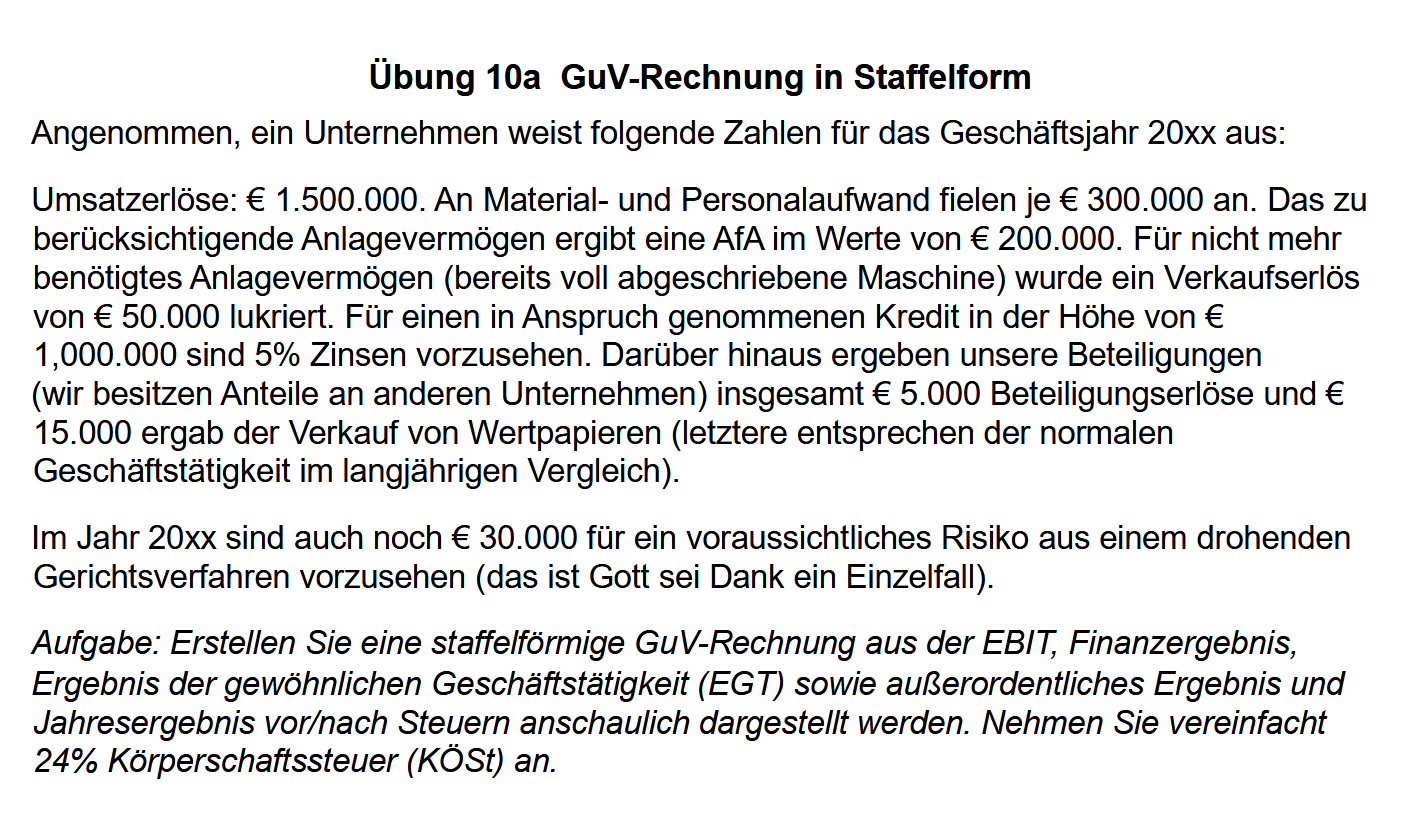 Übung 10a  GuV-Rechnung in Staffelform
Angenommen, ein Unternehmen weist folgende Zahlen für das Geschäftsjahr 20xx aus:
Umsatzerlöse: € 1.500.000. An Material- und Personalaufwand fielen je € 300.000 an. Das zu
berücksichtigende Anlagevermögen ergibt eine AfA im Werte von € 200.000. Für nicht mehr
benötigtes Anlagevermögen (bereits voll abgeschriebene Maschine) wurde ein Verkaufserlös
von € 50.000 lukriert. Für einen in Anspruch genommenen Kredit in der Höhe von €
1,000.000 sind 5% Zinsen vorzusehen. Darüber hinaus ergeben unsere Beteiligungen
(wir besitzen Anteile an anderen Unternehmen) insgesamt € 5.000 Beteiligungserlöse und €
15.000 ergab der Verkauf von Wertpapieren (letztere entsprechen der normalen
Geschäftstätigkeit im langjährigen Vergleich).
Im Jahr 20xx sind auch noch € 30.000 für ein voraussichtliches Risiko aus einem drohenden
Gerichtsverfahren vorzusehen (das ist Gott sei Dank ein Einzelfall).
Aufgabe: Erstellen Sie eine staffelförmige GuV-Rechnung aus der EBIT, Finanzergebnis,
Ergebnis der gewöhnlichen Geschäftstätigkeit (EGT) sowie außerordentliches Ergebnis und
Jahresergebnis vor/nach Steuern anschaulich dargestellt werden. Nehmen Sie vereinfacht
24% Körperschaftssteuer (KÖSt) an.